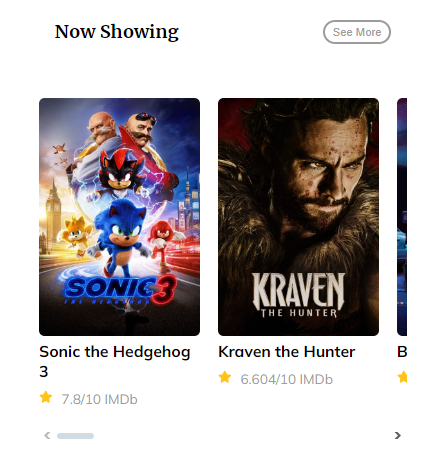 Now Showing
See More
SONIC 3
THE HEDGEHOG
KRAVEN
THE HUNTER
Sonic the Hedgehog
3
7.8/10 IMDb
Kraven the Hunter
6.604/10 IMDb
B